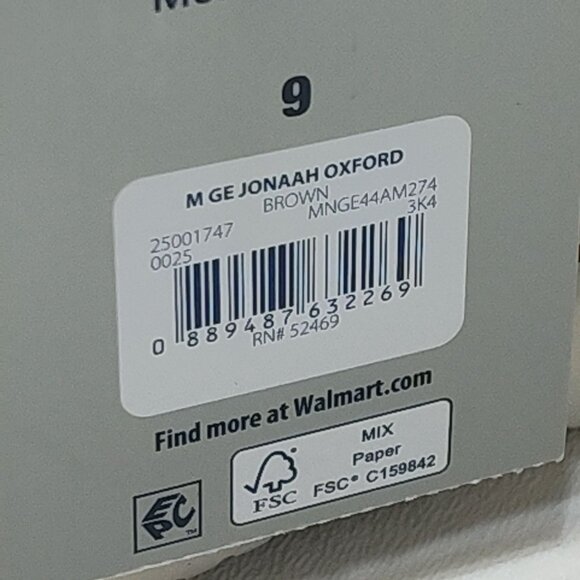 9
M GE JONAAH OXFORD
BROWN
25001747 MNGE44AM274
0025 3K4
0 889487 632269
RN# 52469
Find more at Walmart.com
MIX
Paper
FSC FSC® C159842
EPC™